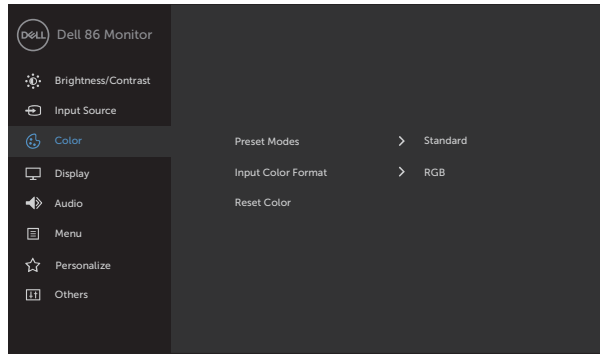 DELL Dell 86 Monitor
Brightness/Contrast
Input Source
Color
Preset Modes > Standard
Display
Input Color Format > RGB
Audio
Reset Color
Menu
Personalize
Others